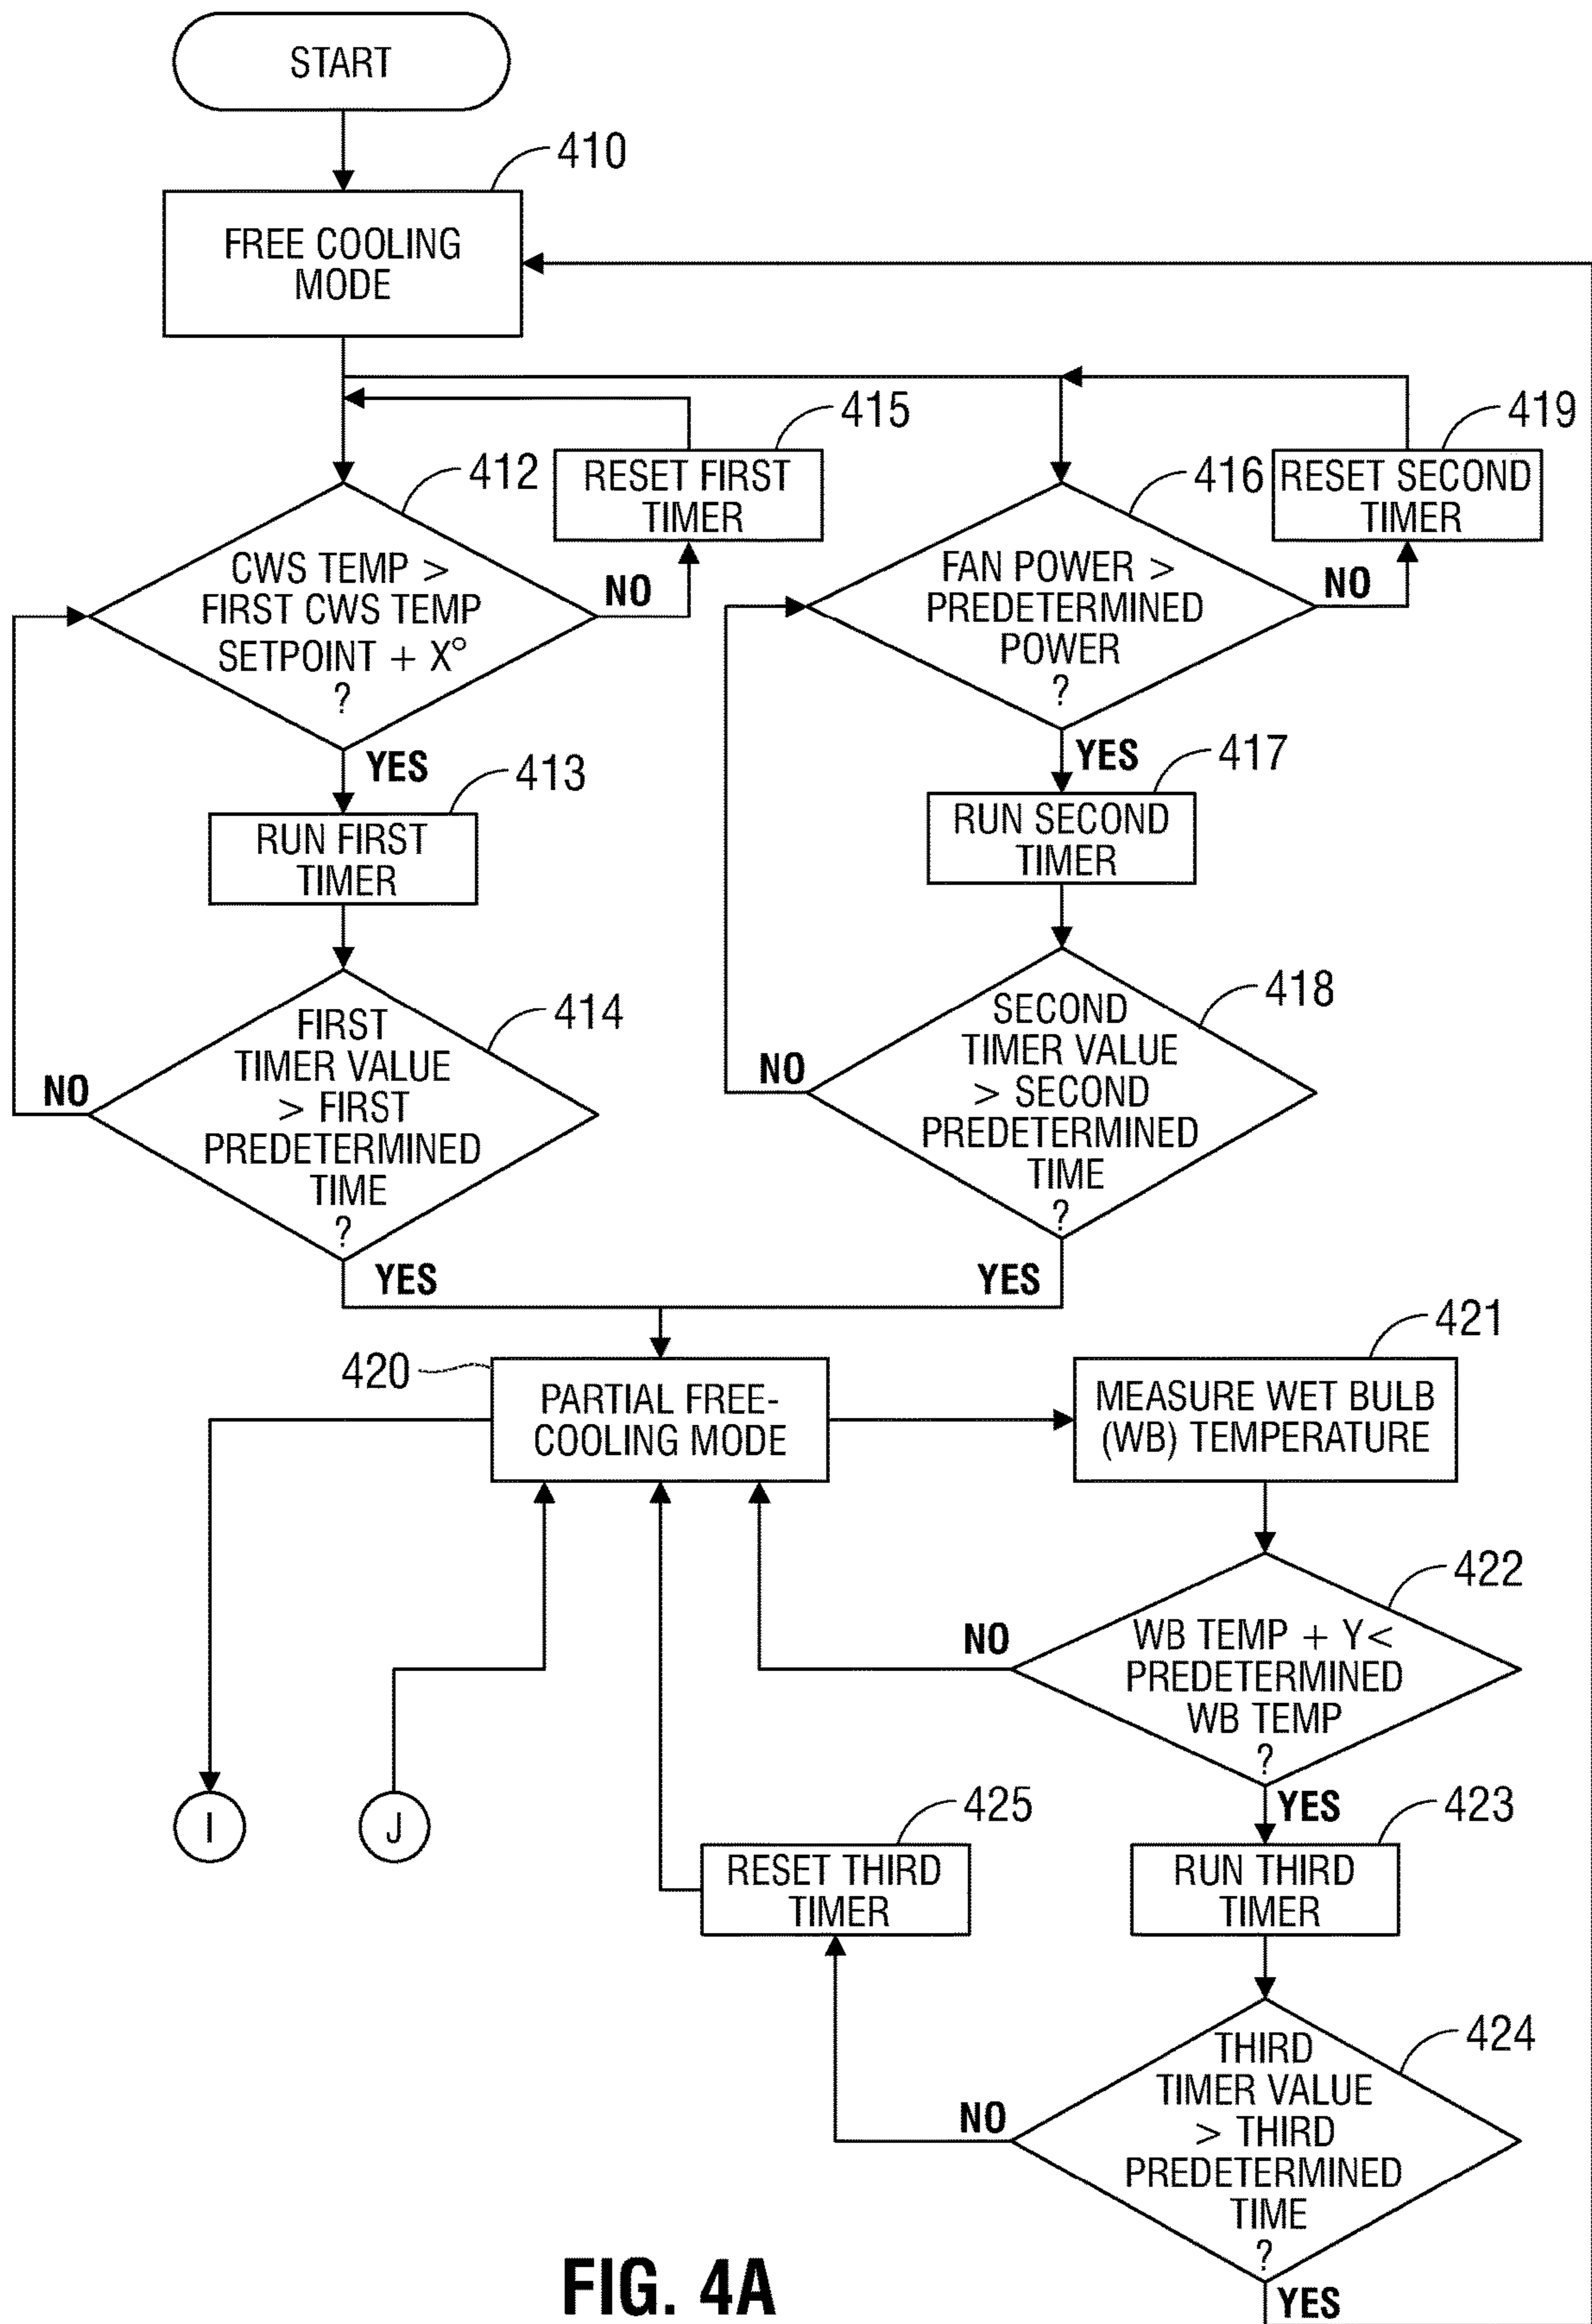 START
410
FREE COOLING
MODE
415
419
412
RESET FIRST
TIMER
416
RESET SECOND
TIMER
CWS TEMP >
FIRST CWS TEMP
SETPOINT + X°
?
NO
FAN POWER >
PREDETERMINED
POWER
?
NO
YES
413
YES
417
RUN FIRST
TIMER
RUN SECOND
TIMER
414
FIRST
TIMER VALUE
> FIRST
PREDETERMINED
TIME
?
NO
418
SECOND
TIMER VALUE
> SECOND
PREDETERMINED
TIME
?
NO
YES
YES
420
PARTIAL FREE-
COOLING MODE
421
MEASURE WET BULB
(WB) TEMPERATURE
422
NO
WB TEMP + Y<
PREDETERMINED
WB TEMP
?
I
J
425
YES
423
RESET THIRD
TIMER
RUN THIRD
TIMER
424
NO
THIRD
TIMER VALUE
> THIRD
PREDETERMINED
TIME
?
YES
FIG. 4A